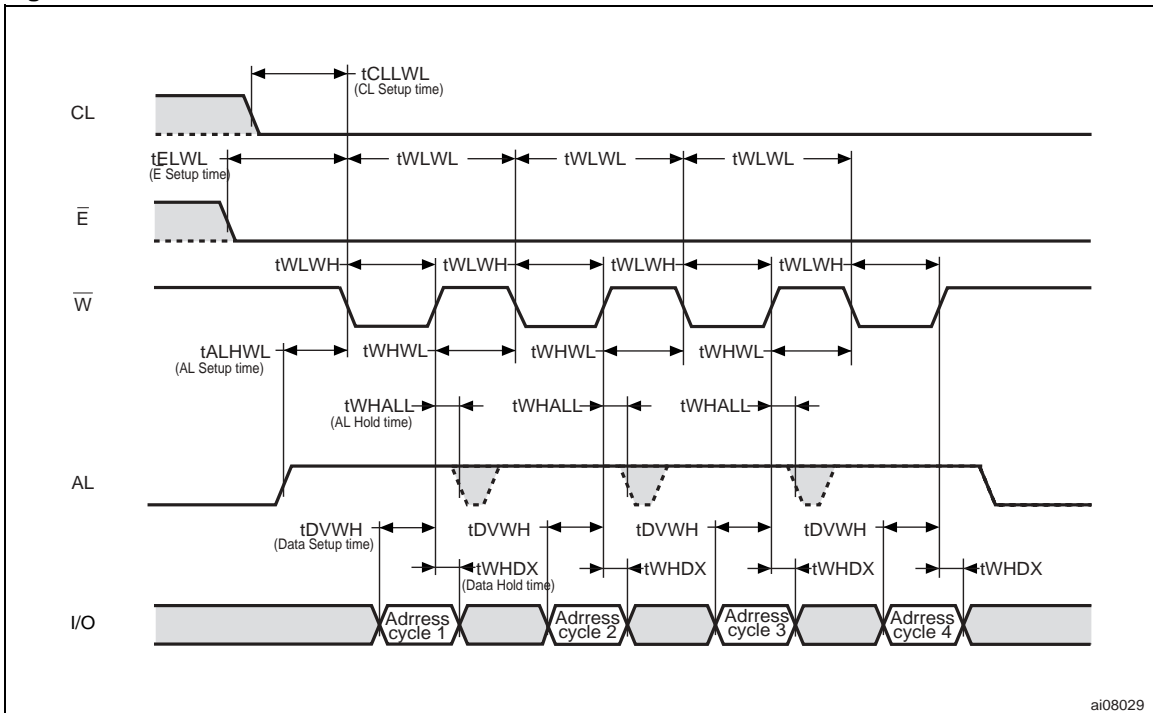 tCLLWL
(CL Setup time)
CL
tELWL
(E Setup time)
tWLWL
tWLWL
tWLWL
E
tWLWH
tWLWH
tWLWH
tWLWH
W
tALHWL
(AL Setup time)
tWHWL
tWHWL
tWHWL
tWHALL
(AL Hold time)
tWHALL
tWHALL
AL
tDVWH
(Data Setup time)
tDVWH
tDVWH
tDVWH
tWHDX
(Data Hold time)
tWHDX
tWHDX
tWHDX
I/O
Adrress
cycle 1
Adrress
cycle 2
Adrress
cycle 3
Adrress
cycle 4
ai08029